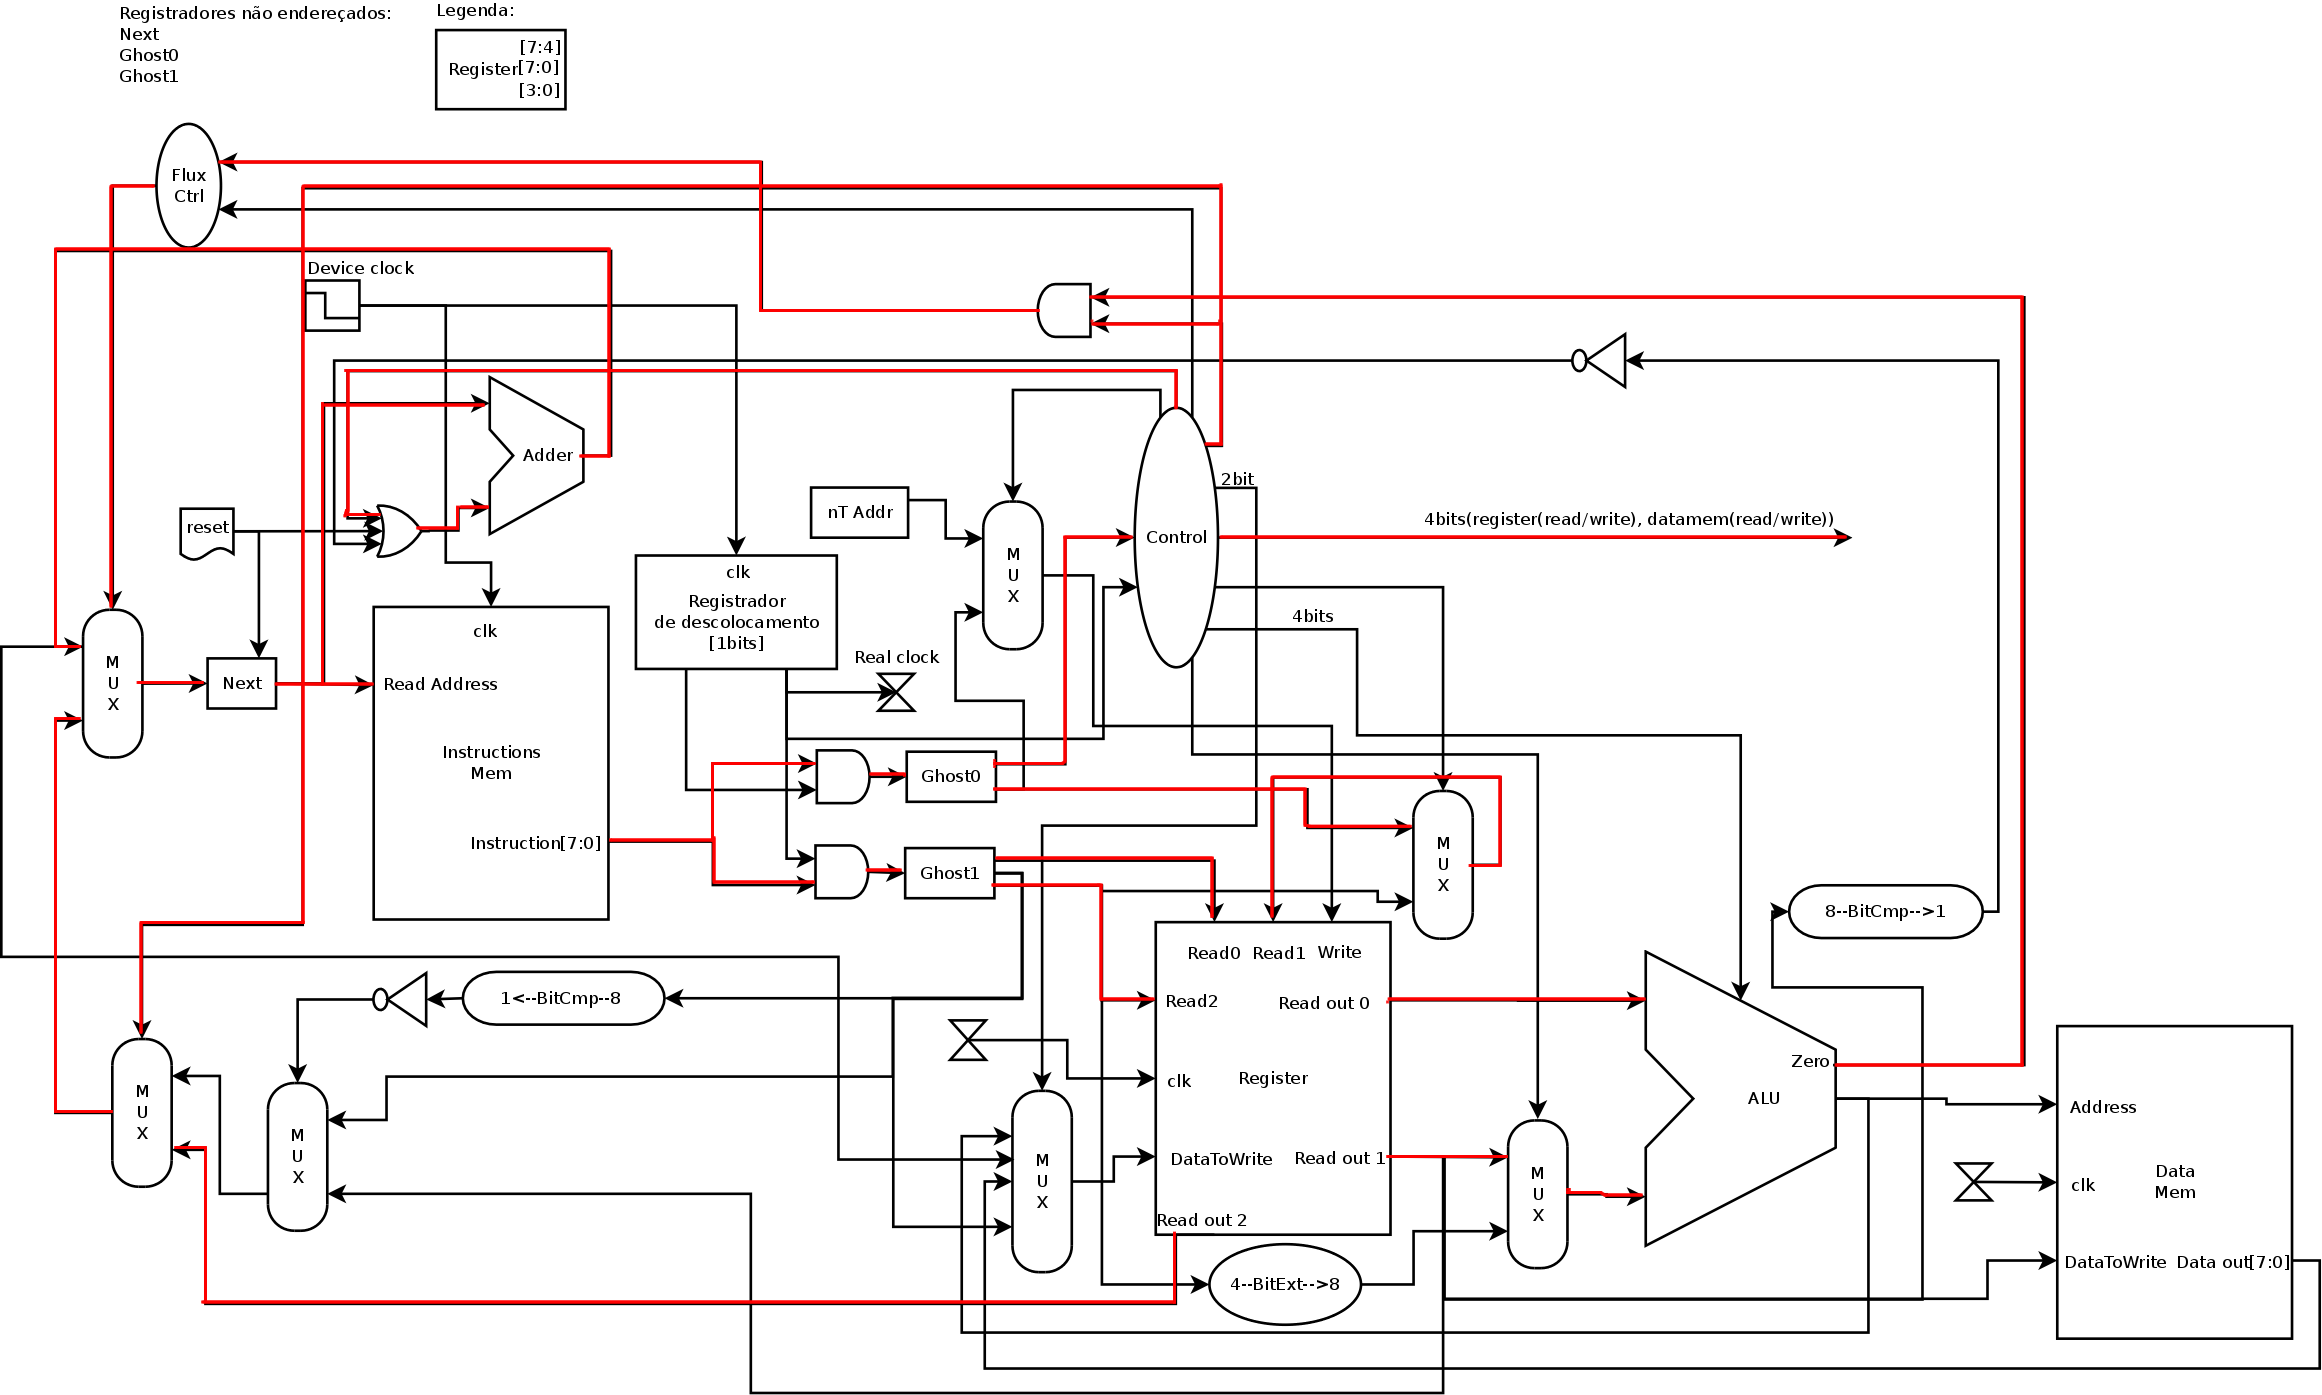 Registradores não endereçados:
Next
Ghost0
Ghost1
Legenda:
[7:4]
Register[7:0]
[3:0]
Flux
Ctrl
Device clock
Adder
reset
nT Addr
M
U
X
Control
2bit
4bits(register(read/write), datamem(read/write))
4bits
clk
Registrador
de descolocamento
[1bits]
Real clock
M
U
X
Next
clk
Read Address
Instructions
Mem
Instruction[7:0]
Ghost0
Ghost1
M
U
X
8--BitCmp-->1
Read0 Read1 Write
Read2
Read out 0
clk
Register
DataToWrite
Read out 1
Read out 2
1<--BitCmp--8
M
U
X
M
U
X
M
U
X
4--BitExt-->8
M
U
X
Zero
ALU
Address
clk
Data
Mem
DataToWrite Data out[7:0]